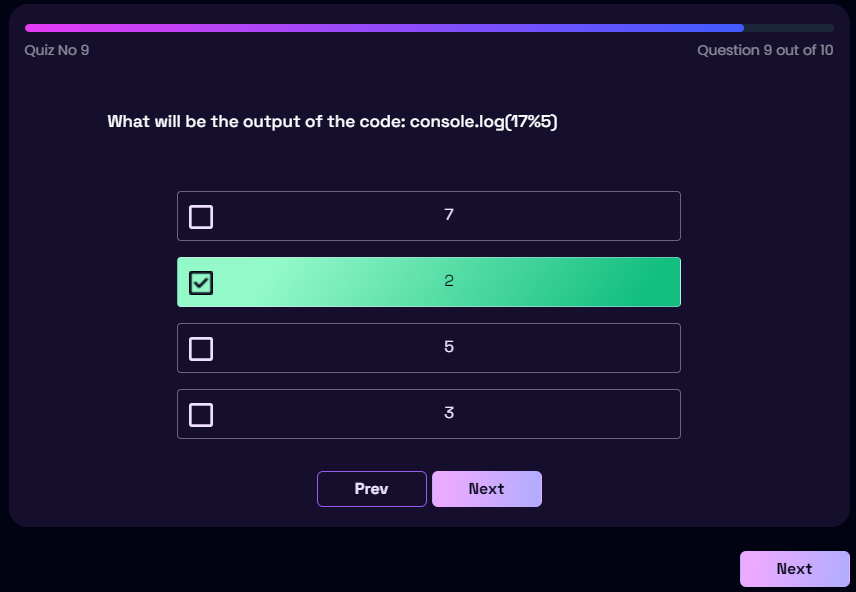 Quiz No 9
Question 9 out of 10
What will be the output of the code: console.log(17%5)
7
2
5
3
Prev
Next
Next